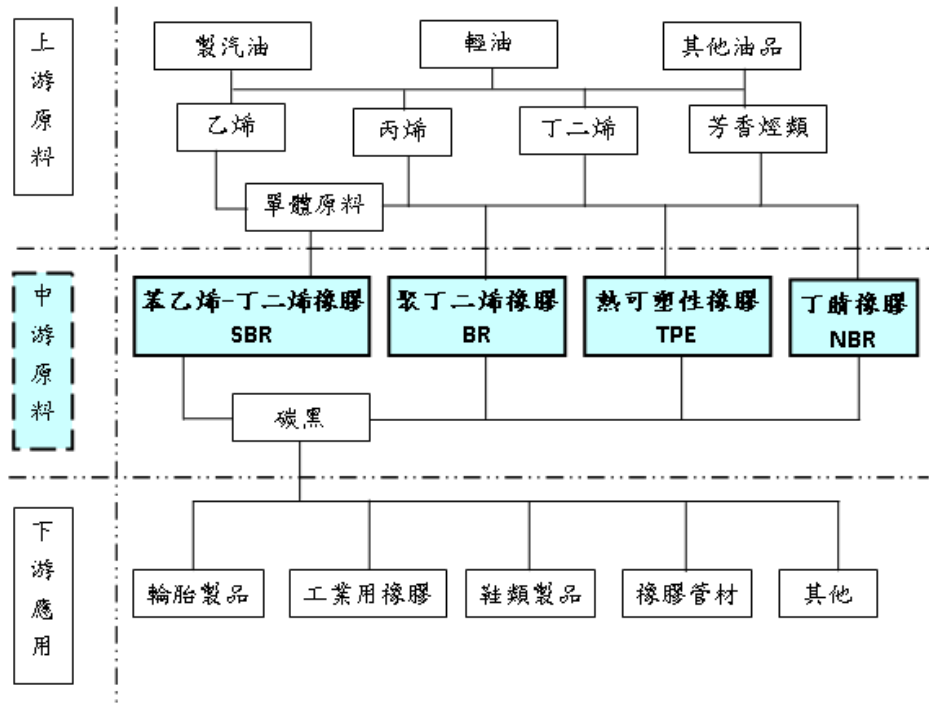 上游原料
製汽油
輕油
其他油品
乙烯
丙烯
丁二烯
芳香烴類
單體原料
中游原料
苯乙烯-丁二烯橡膠
SBR
聚丁二烯橡膠
BR
熱可塑性橡膠
TPE
丁腈橡膠
NBR
碳黑
下游應用
輪胎製品
工業用橡膠
鞋類製品
橡膠管材
其他